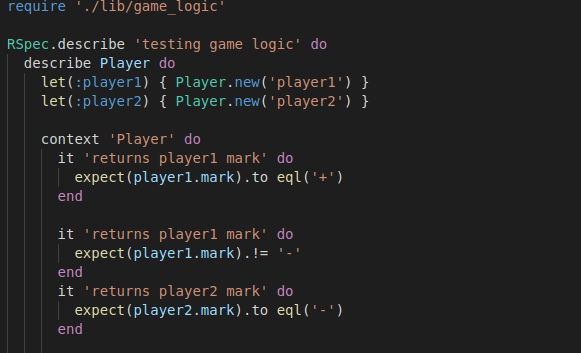 require './lib/game_logic'
RSpec.describe 'testing game logic' do
describe Player do
let(:player1) { Player.new('player1') }
let(:player2) { Player.new('player2') }
context 'Player' do
it 'returns player1 mark' do
expect(player1.mark).to eql('+')
end
it 'returns player1 mark' do
expect(player1.mark).!= '-'
end
it 'returns player2 mark' do
expect(player2.mark).to eql('-')
end